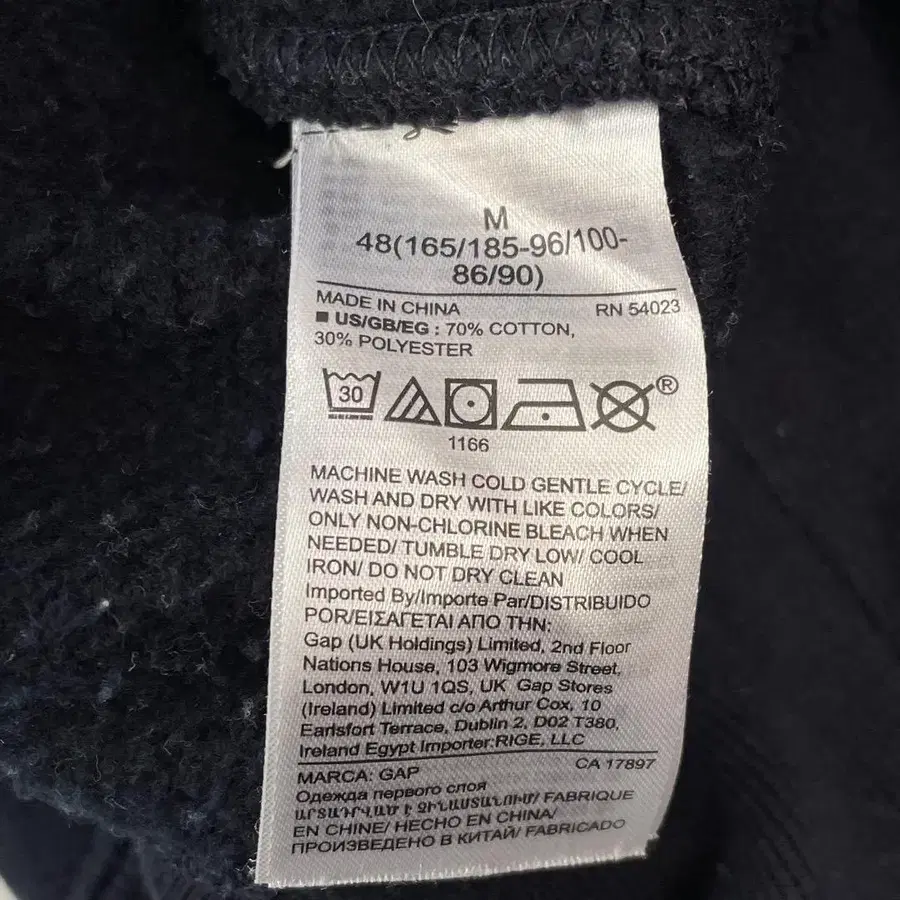 M
48(165/185-96/100-
86/90)
MADE IN CHINA RN 54023
■ US/GB/EG : 70% COTTON,
30% POLYESTER
30 ®
1166
MACHINE WASH COLD GENTLE CYCLE/
WASH AND DRY WITH LIKE COLORS/
ONLY NON-CHLORINE BLEACH WHEN
NEEDED/ TUMBLE DRY LOW/ COOL
IRON/ DO NOT DRY CLEAN
Imported By/Importe Par/DISTRIBUIDO
POR/ΕΙΣΑΓΕΤΑΙ ΑΠΟ ΤΗΝ:
Gap (UK Holdings) Limited, 2nd Floor
Nations House, 103 Wigmore Street,
London, W1U 1QS, UK Gap Stores
(Ireland) Limited c/o Arthur Cox, 10
Earlsfort Terrace, Dublin 2, D02 T380,
Ireland Egypt Importer:RIGE, LLC
MARCA: GAP CA 17897
Одежда первого слоя
ԱՐՏԱԴՐՎԱԾ Է ՉԻՆԱՍՏԱՆՈՒՄ/ FABRIQUE
EN CHINE/ HECHO EN CHINA/
ПРОИЗВЕДЕНО В КИТАЙ/ FABRICADO